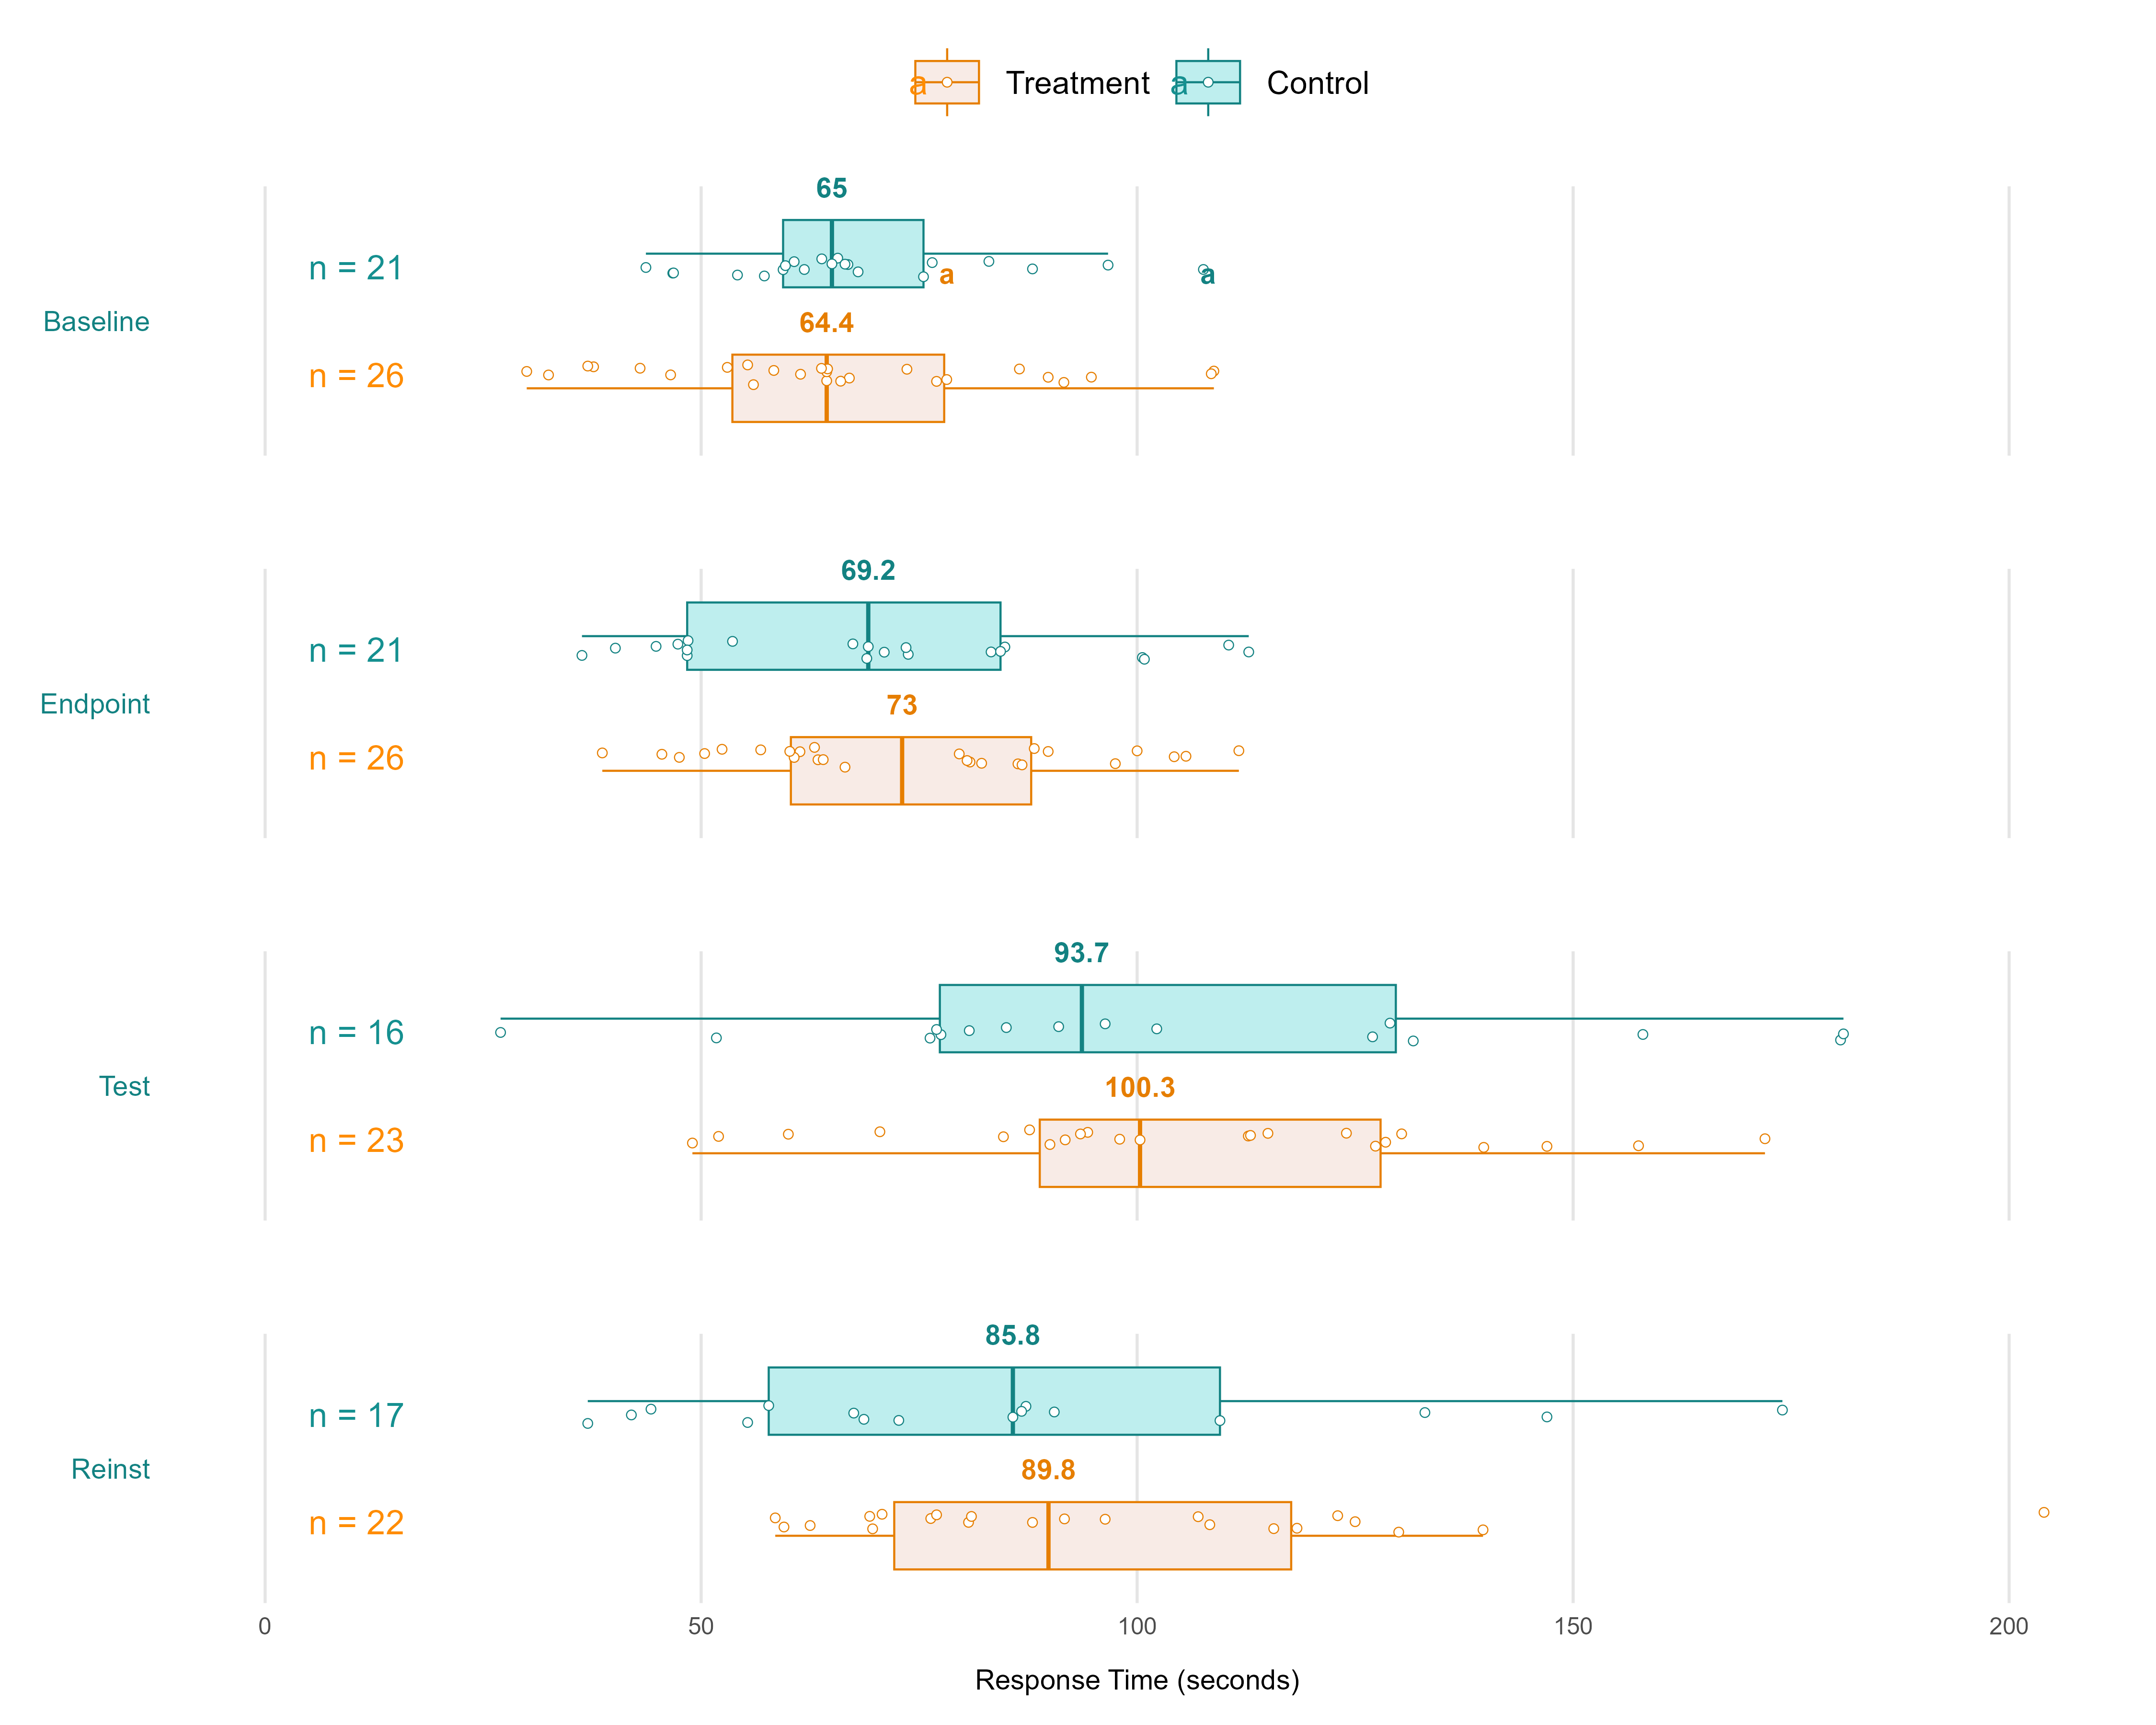 a Treatment a Control
65
n = 21
a a
Baseline
64.4
n = 26
69.2
n = 21
Endpoint
73
n = 26
93.7
n = 16
Test
100.3
n = 23
85.8
n = 17
Reinst
89.8
n = 22
0 50 100 150 200
Response Time (seconds)